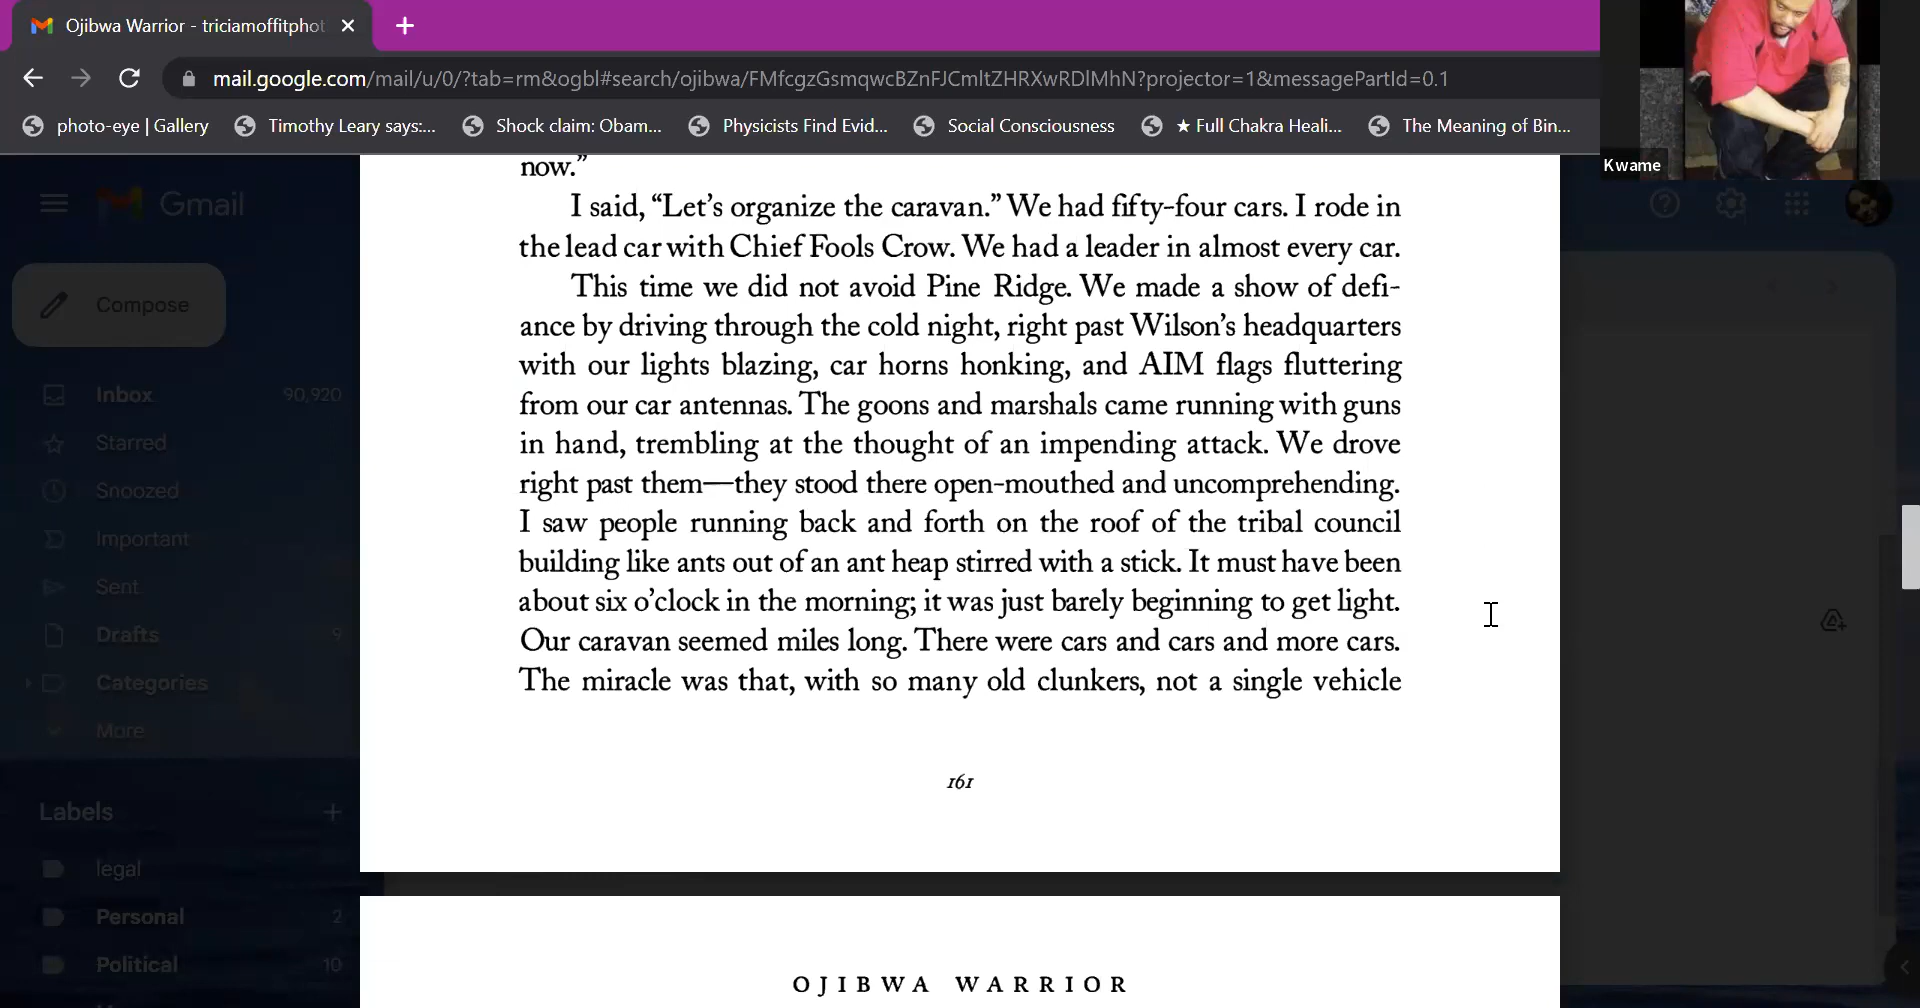 Ojibwa Warrior - triciamoffitphot
mail.google.com/mail/u/0/?tab=rm&ogbl#search/ojibwa/FMfcgzGsmqwcBZnFJCmltZHRXwRDlMhN?projector=1&messagePartId=0.1
photo-eye | Gallery
Timothy Leary says:...
Shock claim: Obam...
Physicists Find Evid...
Social Consciousness
★ Full Chakra Heali...
The Meaning of Bin...
Kwame
Gmail
Compose
Inbox 90,920
Starred
Snoozed
Important
Sent
Drafts 9
Categories
More
Labels
legal
Personal 2
Political 10
now.”
I said, “Let’s organize the caravan.” We had fifty-four cars. I rode in
the lead car with Chief Fools Crow. We had a leader in almost every car.
This time we did not avoid Pine Ridge. We made a show of defi-
ance by driving through the cold night, right past Wilson’s headquarters
with our lights blazing, car horns honking, and AIM flags fluttering
from our car antennas. The goons and marshals came running with guns
in hand, trembling at the thought of an impending attack. We drove
right past them—they stood there open-mouthed and uncomprehending.
I saw people running back and forth on the roof of the tribal council
building like ants out of an ant heap stirred with a stick. It must have been
about six o’clock in the morning; it was just barely beginning to get light.
Our caravan seemed miles long. There were cars and cars and more cars.
The miracle was that, with so many old clunkers, not a single vehicle
161
OJIBWA WARRIOR